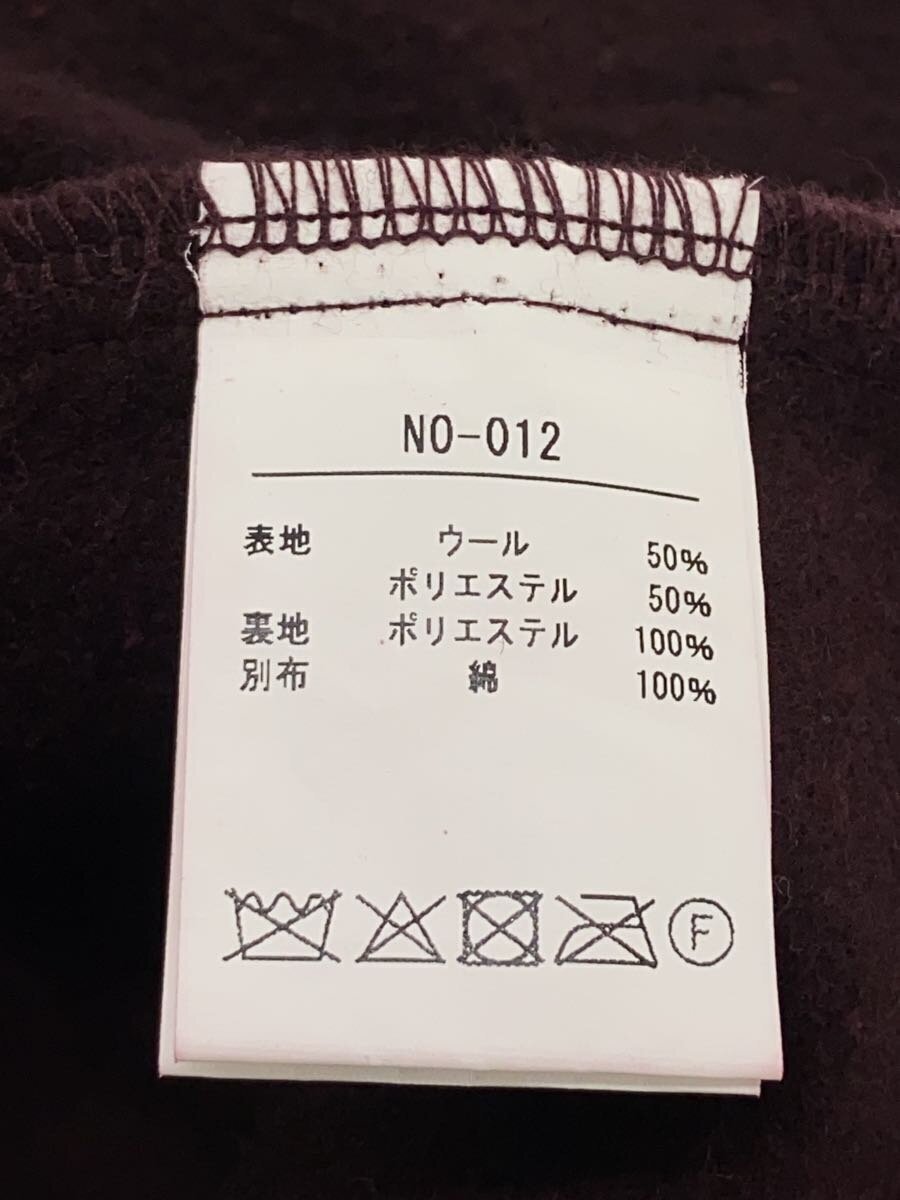 NO-012
表地 ウール 50%
ポリエステル 50%
裏地 ポリエステル 100%
別布 綿 100%
F